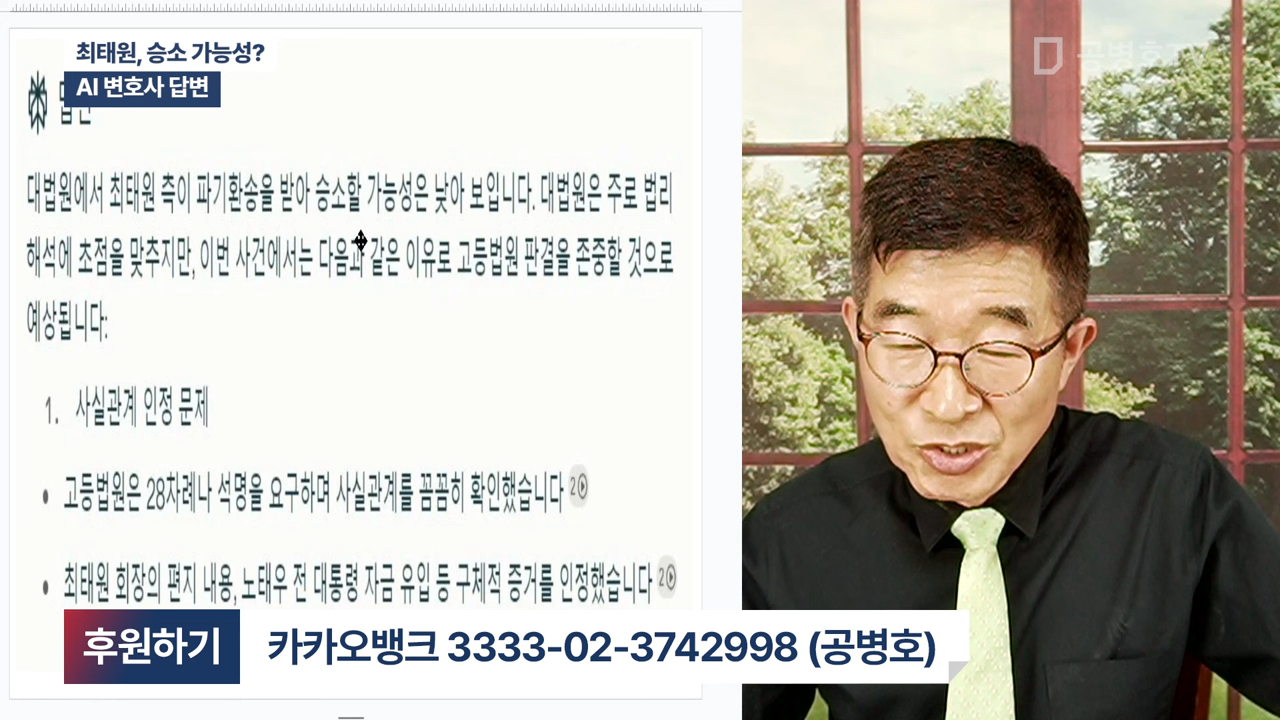 최태원, 승소 가능성?
AI 변호사 답변
답변
공병호
대법원에서 최태원 측이 파기환송을 받아 승소할 가능성은 낮아 보입니다. 대법원은 주로 법리
해석에 초점을 맞추지만, 이번 사건에서는 다음과 같은 이유로 고등법원 판결을 존중할 것으로
예상됩니다:
1. 사실관계 인정 문제
• 고등법원은 28차례나 석명을 요구하며 사실관계를 꼼꼼히 확인했습니다 2
• 최태원 회장의 편지 내용, 노태우 전 대통령 자금 유입 등 구체적 증거를 인정했습니다 2
후원하기 카카오뱅크 3333-02-3742998 (공병호)